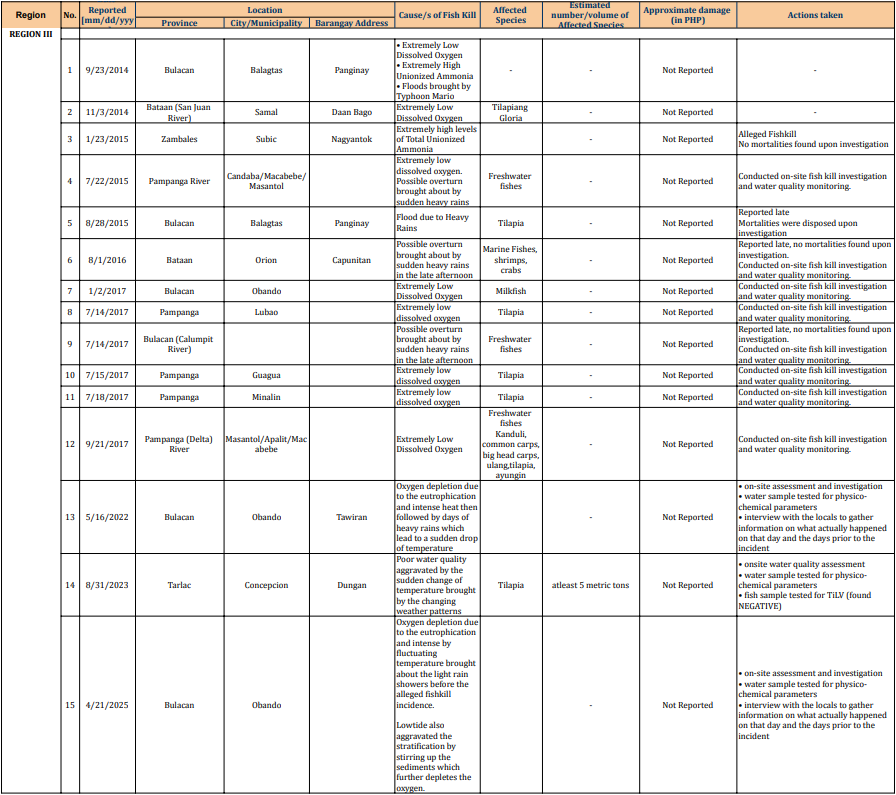 Region No. Reported Location Cause/s of Fish Kill Affected Estimated Approximate damage Actions taken
[mm/dd/yyy Province City/Municipality Barangay Address Species number/volume of (in PHP)
Affected Species
REGION III
1 9/23/2014 Bulacan Balagtas Panginay • Extremely Low - - Not Reported -
Dissolved Oxygen
• Extremely High
Unionized Ammonia
• Floods brought by
Typhoon Mario
2 11/3/2014 Bataan (San Juan Samal Daan Bago Extremely Low Tilapiang - Not Reported -
River) Dissolved Oxygen Gloria
3 1/23/2015 Zambales Subic Nagyantok Extremely high levels - Not Reported Alleged Fishkill
of Total Unionized No mortalities found upon investigation
Ammonia
4 7/22/2015 Pampanga River Candaba/Macabebe/ Extremely low Freshwater - Not Reported Conducted on-site fish kill investigation
Masantol dissolved oxygen. fishes and water quality monitoring.
Possible overturn
brought about by
sudden heavy rains
5 8/28/2015 Bulacan Balagtas Panginay Flood due to Heavy Tilapia - Not Reported Reported late
Rains Mortalities were disposed upon
investigation
6 8/1/2016 Bataan Orion Capunitan Possible overturn Marine Fishes, - Not Reported Reported late, no mortalities found upon
brought about by shrimps, investigation.
sudden heavy rains crabs Conducted on-site fish kill investigation
in the late afternoon and water quality monitoring.
7 1/2/2017 Bulacan Obando Extremely Low Milkfish - Not Reported Conducted on-site fish kill investigation
Dissolved Oxygen and water quality monitoring.
8 7/14/2017 Pampanga Lubao Extremely low Tilapia - Not Reported Conducted on-site fish kill investigation
dissolved oxygen and water quality monitoring.
9 7/14/2017 Bulacan (Calumpit Possible overturn Freshwater - Not Reported Reported late, no mortalities found upon
River) brought about by fishes investigation.
sudden heavy rains Conducted on-site fish kill investigation
in the late afternoon and water quality monitoring.
10 7/15/2017 Pampanga Guagua Extremely low Tilapia - Not Reported Conducted on-site fish kill investigation
dissolved oxygen and water quality monitoring.
11 7/18/2017 Pampanga Minalin Extremely low Tilapia - Not Reported Conducted on-site fish kill investigation
dissolved oxygen and water quality monitoring.
12 9/21/2017 Pampanga (Delta) Masantol/Apalit/Mac Extremely Low Freshwater - Not Reported Conducted on-site fish kill investigation
River abebe Dissolved Oxygen fishes and water quality monitoring.
Kanduli,
common carps,
big head carps,
ulang,tilapia,
ayungin
13 5/16/2022 Bulacan Obando Tawiran Oxygen depletion due - Not Reported • on-site assessment and investigation
to the eutrophication • water sample tested for physico-
and intense heat then chemical parameters
followed by days of • interview with the locals to gather
heavy rains which information on what actually happened
lead to a sudden drop on that day and the days prior to the
of temperature incident
14 8/31/2023 Tarlac Concepcion Dungan Poor water quality Tilapia atleast 5 metric tons Not Reported • onsite water quality assessment
aggravated by the • water sample tested for physico-
sudden change of chemical parameters
temperature brought • fish sample tested for TiLV (found
by the changing NEGATIVE)
weather patterns
15 4/21/2025 Bulacan Obando Oxygen depletion due - Not Reported • on-site assessment and investigation
to the eutrophication • water sample tested for physico-
and intense by chemical parameters
fluctuating • interview with the locals to gather
temperature brought information on what actually happened
about the light rain on that day and the days prior to the
showers before the incident
alleged fishkill
incidence.
Lowtide also
aggravated the
stratification by
stirring up the
sediments which
further depletes the
oxygen.